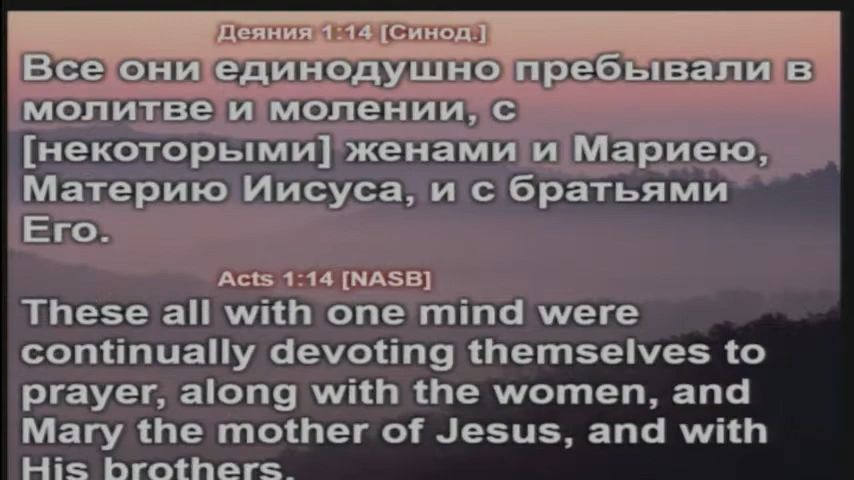 Деяния 1:14 [Синод.]
Все они единодушно пребывали в
молитве и молении, с
[некоторыми] женами и Мариею,
Материю Иисуса, и с братьями
Его.
Acts 1:14 [NASB]
These all with one mind were
continually devoting themselves to
prayer, along with the women, and
Mary the mother of Jesus, and with
His brothers.